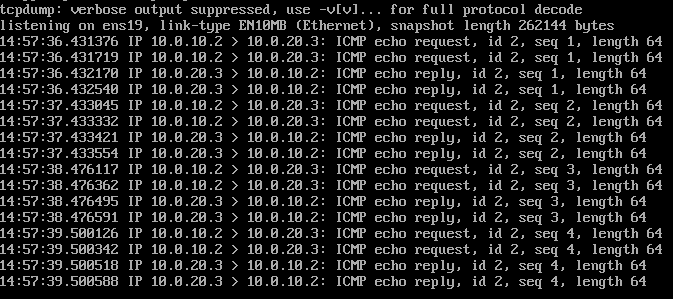 tcpdump: verbose output suppressed, use -v[v]... for full protocol decode
listening on ens19, link-type EN10MB (Ethernet), snapshot length 262144 bytes
14:57:36.431376 IP 10.0.10.2 > 10.0.20.3: ICMP echo request, id 2, seq 1, length 64
14:57:36.431719 IP 10.0.10.2 > 10.0.20.3: ICMP echo request, id 2, seq 1, length 64
14:57:36.432170 IP 10.0.20.3 > 10.0.10.2: ICMP echo reply, id 2, seq 1, length 64
14:57:36.432540 IP 10.0.20.3 > 10.0.10.2: ICMP echo reply, id 2, seq 1, length 64
14:57:37.433045 IP 10.0.10.2 > 10.0.20.3: ICMP echo request, id 2, seq 2, length 64
14:57:37.433332 IP 10.0.10.2 > 10.0.20.3: ICMP echo request, id 2, seq 2, length 64
14:57:37.433421 IP 10.0.20.3 > 10.0.10.2: ICMP echo reply, id 2, seq 2, length 64
14:57:37.433554 IP 10.0.20.3 > 10.0.10.2: ICMP echo reply, id 2, seq 2, length 64
14:57:38.476117 IP 10.0.10.2 > 10.0.20.3: ICMP echo request, id 2, seq 3, length 64
14:57:38.476362 IP 10.0.10.2 > 10.0.20.3: ICMP echo request, id 2, seq 3, length 64
14:57:38.476495 IP 10.0.20.3 > 10.0.10.2: ICMP echo reply, id 2, seq 3, length 64
14:57:38.476591 IP 10.0.20.3 > 10.0.10.2: ICMP echo reply, id 2, seq 3, length 64
14:57:39.500126 IP 10.0.10.2 > 10.0.20.3: ICMP echo request, id 2, seq 4, length 64
14:57:39.500342 IP 10.0.10.2 > 10.0.20.3: ICMP echo request, id 2, seq 4, length 64
14:57:39.500518 IP 10.0.20.3 > 10.0.10.2: ICMP echo reply, id 2, seq 4, length 64
14:57:39.500588 IP 10.0.20.3 > 10.0.10.2: ICMP echo reply, id 2, seq 4, length 64